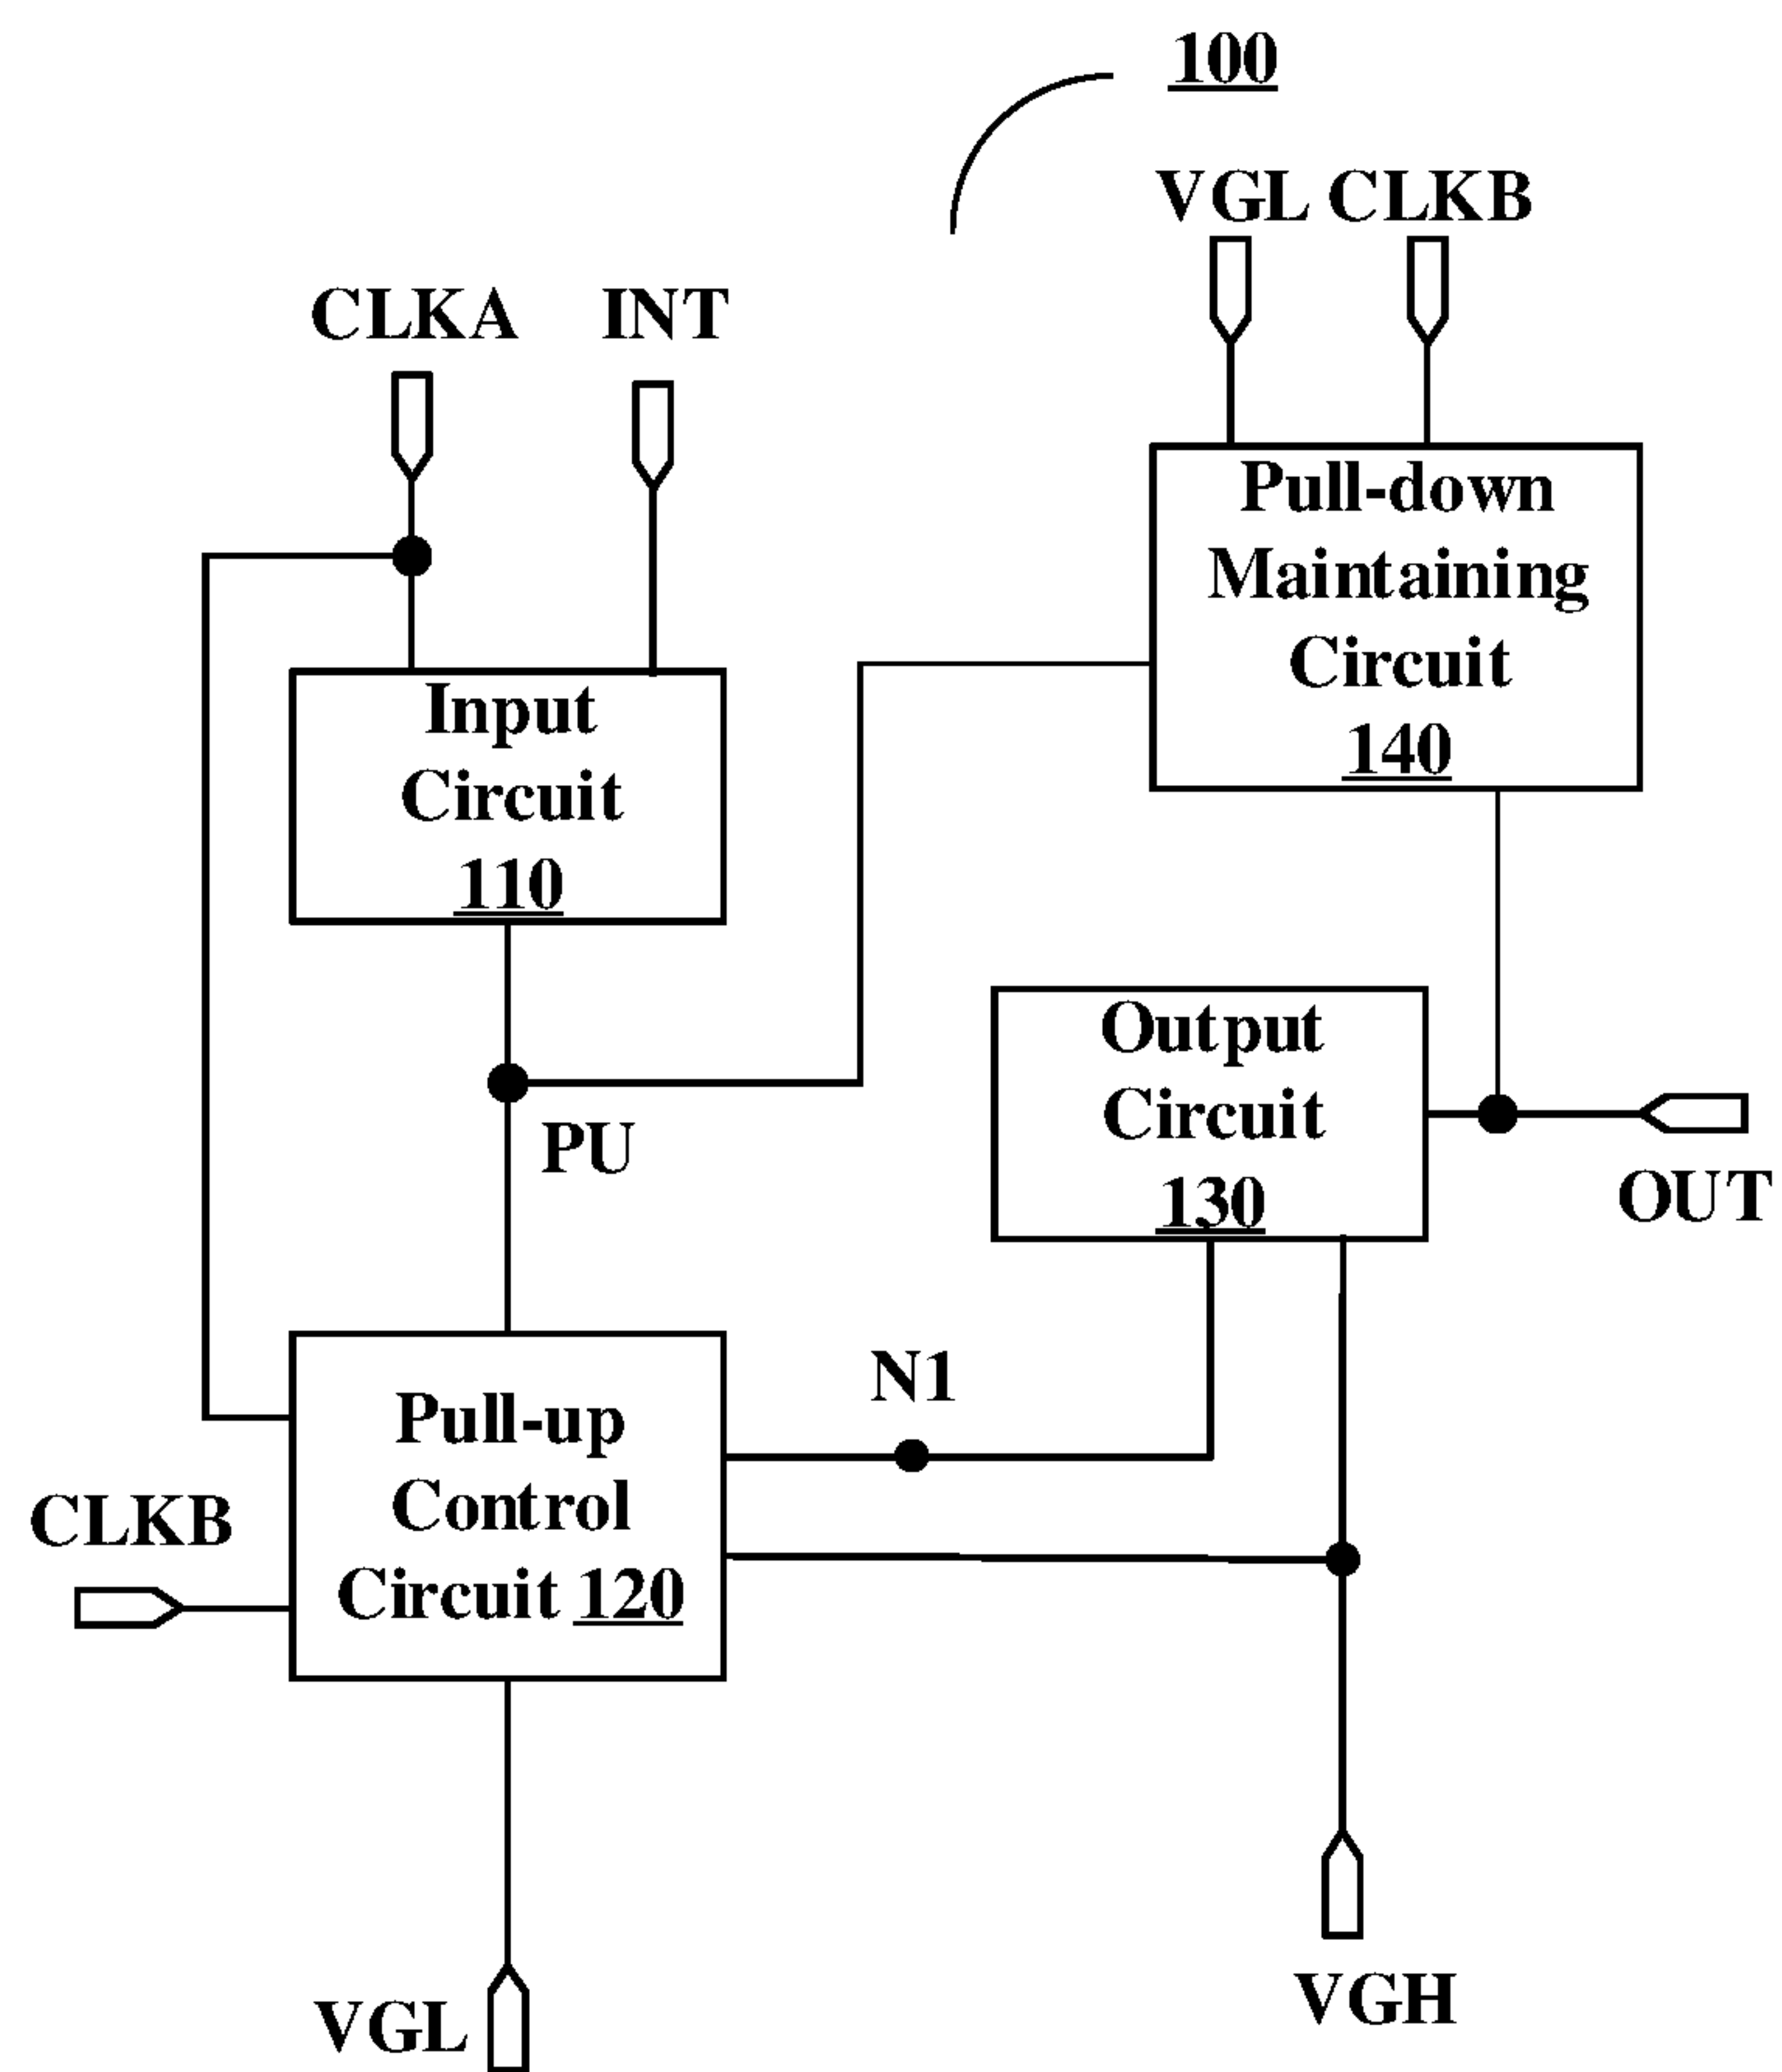 100
VGL CLKB
CLKA INT
Pull-down
Maintaining
Circuit
140
Input
Circuit
110
Output
Circuit
130
PU
OUT
N1
Pull-up
Control
Circuit 120
CLKB
VGH
VGL